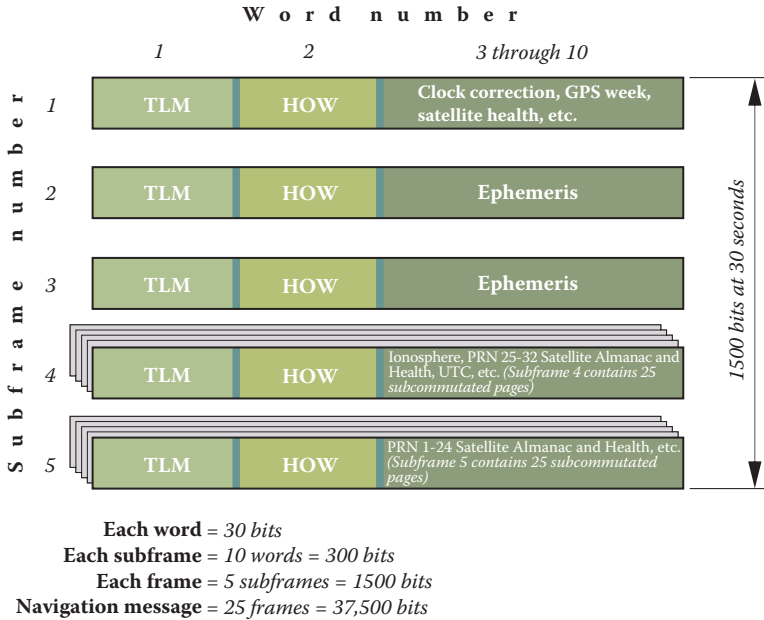 Word number
1 2 3 through 10
Subframe number
1 TLM HOW Clock correction, GPS week,
satellite health, etc.
2 TLM HOW Ephemeris
3 TLM HOW Ephemeris
4 TLM HOW Ionosphere, PRN 25-32 Satellite Almanac and
Health, UTC, etc. (Subframe 4 contains 25
subcommutated pages)
5 TLM HOW PRN 1-24 Satellite Almanac and Health, etc.
(Subframe 5 contains 25 subcommutated
pages)
1500 bits at 30 seconds
Each word = 30 bits
Each subframe = 10 words = 300 bits
Each frame = 5 subframes = 1500 bits
Navigation message = 25 frames = 37,500 bits